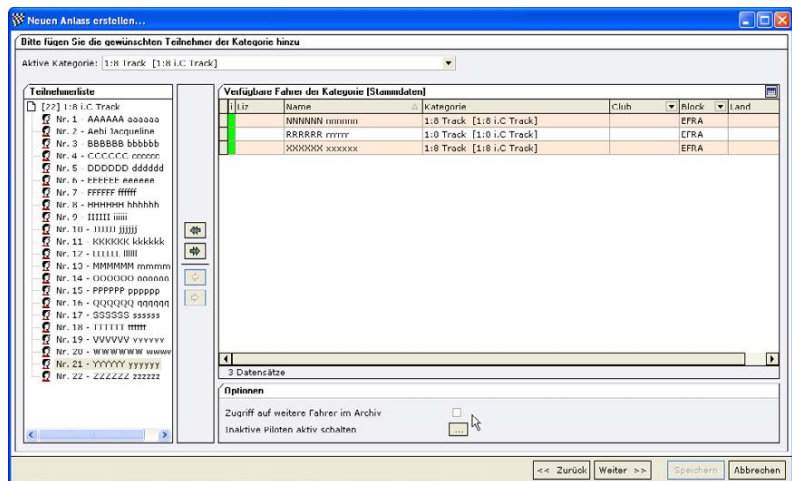 Neuen Anlass erstellen...
Bitte fügen Sie die gewünschten Teilnehmer der Kategorie hinzu
Aktive Kategorie: 1:8 Track [1:8 i.C Track]
Teilnehmerliste
[22] 1:8 i.C Track
Nr. 1 - AAAAAA aaaaaa
Nr. 2 - Aebi Jacqueline
Nr. 3 - BBBBBB bbbbbb
Nr. 4 - CCCCCC cccccc
Nr. 5 - DDDDDD dddddd
Nr. 6 - EEEEEE eeeeee
Nr. 7 - FFFFFF ffffff
Nr. 8 - HHHHHH hhhhhh
Nr. 9 - IIIIII iiiiii
Nr. 10 - JJJJJJ jjjjjj
Nr. 11 - KKKKKK kkkkkk
Nr. 12 - LLLLLL llllll
Nr. 13 - MMMMMM mmmm
Nr. 14 - OOOOOO oooooo
Nr. 15 - PPPPPP pppppp
Nr. 16 - QQQQQQ qqqqqq
Nr. 17 - SSSSSS ssssss
Nr. 18 - TTTTTT tttttt
Nr. 19 - VVVVVV vvvvvv
Nr. 20 - WWWWWW wwww
Nr. 21 - YYYYYY yyyyyy
Nr. 22 - ZZZZZZ zzzzzz
Verfügbare Fahrer der Kategorie [Stammdaten]
i Liz Name Kategorie Club Block Land
NNNNNN nnnnnn 1:8 Track [1:8 i.C Track] EFRA
RRRRRR rrrrrr 1:8 Track [1:8 i.C Track] EFRA
XXXXXX xxxxxx 1:8 Track [1:8 i.C Track] EFRA
3 Datensätze
Optionen
Zugriff auf weitere Fahrer im Archiv
Inaktive Piloten aktiv schalten ...
<< Zurück Weiter >> Speichern Abbrechen